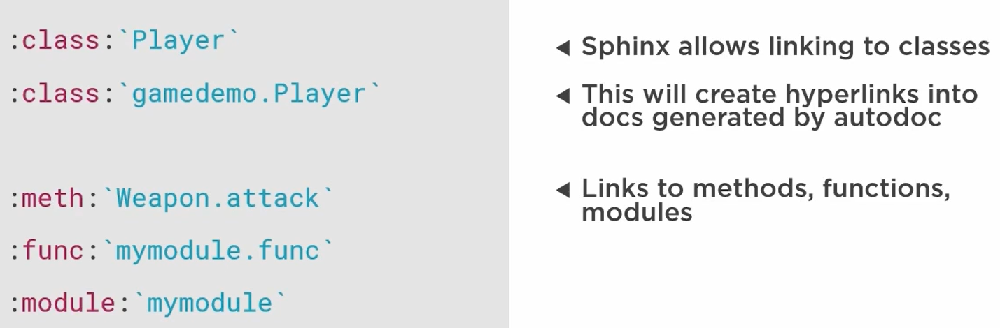 :class:`Player`
:class:`gamedemo.Player`
:meth:`Weapon.attack`
:func:`mymodule.func`
:module:`mymodule`
◄ Sphinx allows linking to classes
◄ This will create hyperlinks into
docs generated by autodoc
◄ Links to methods, functions,
modules